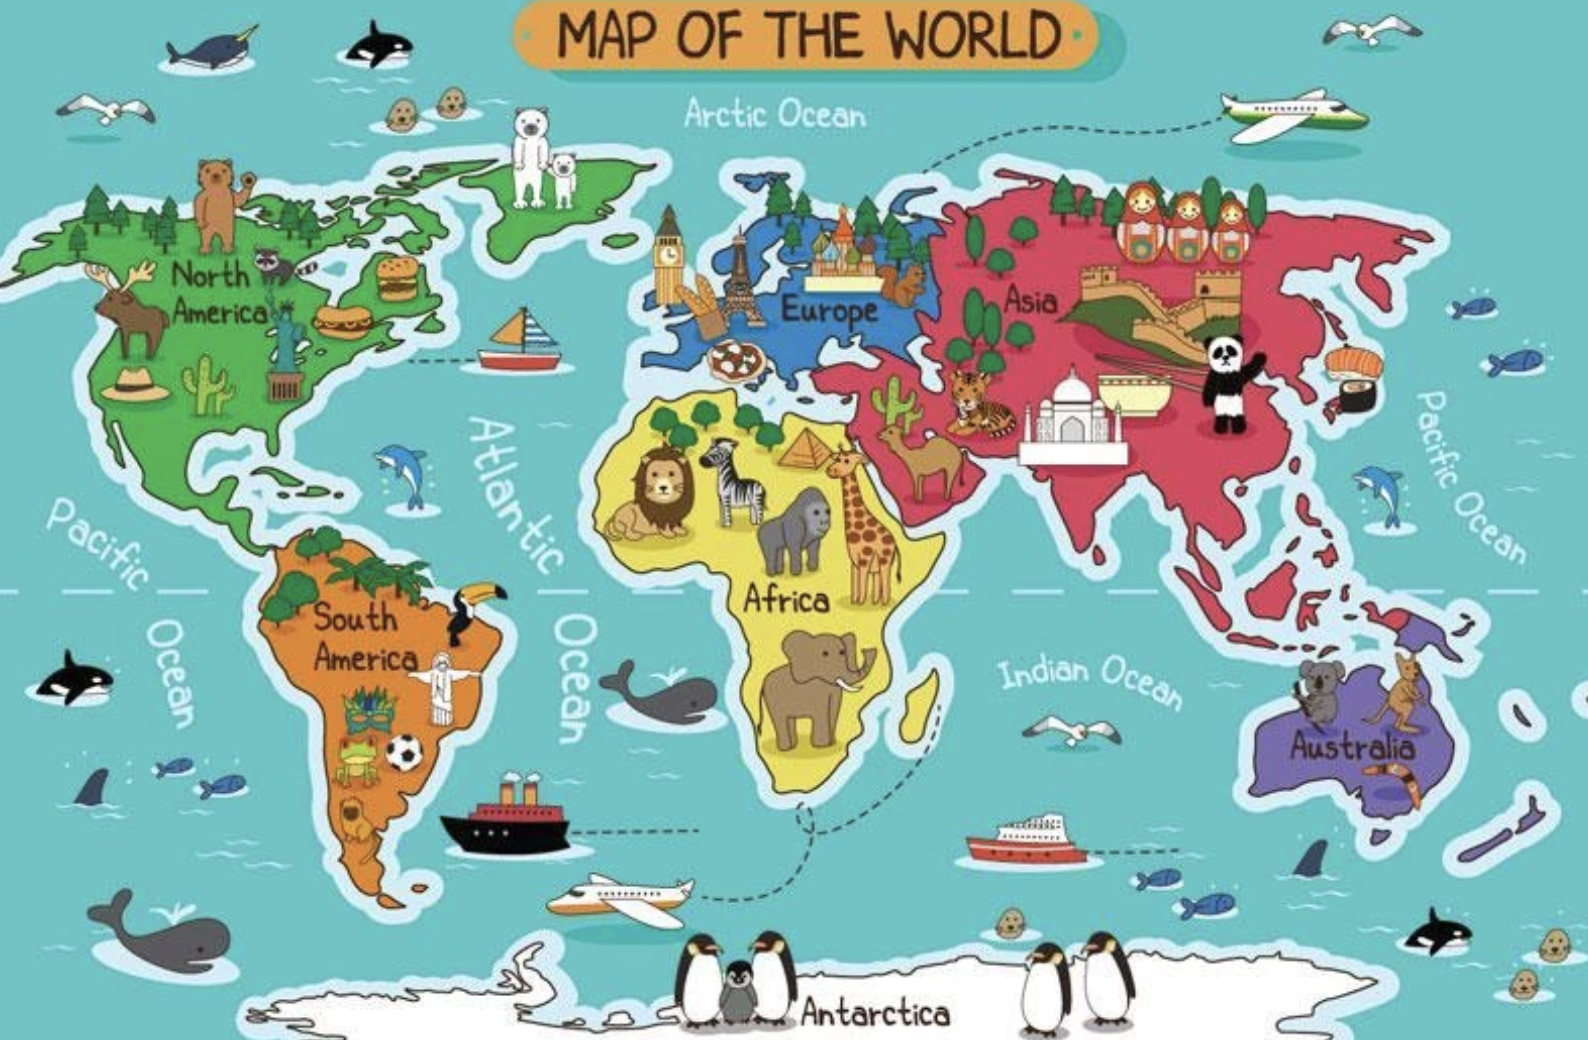 MAP OF THE WORLD
Arctic Ocean
North
America
Europe
Asia
Atlantic
Ocean
Pacific
Ocean
Pacific Ocean
Africa
South
America
Indian Ocean
Australia
Antarctica